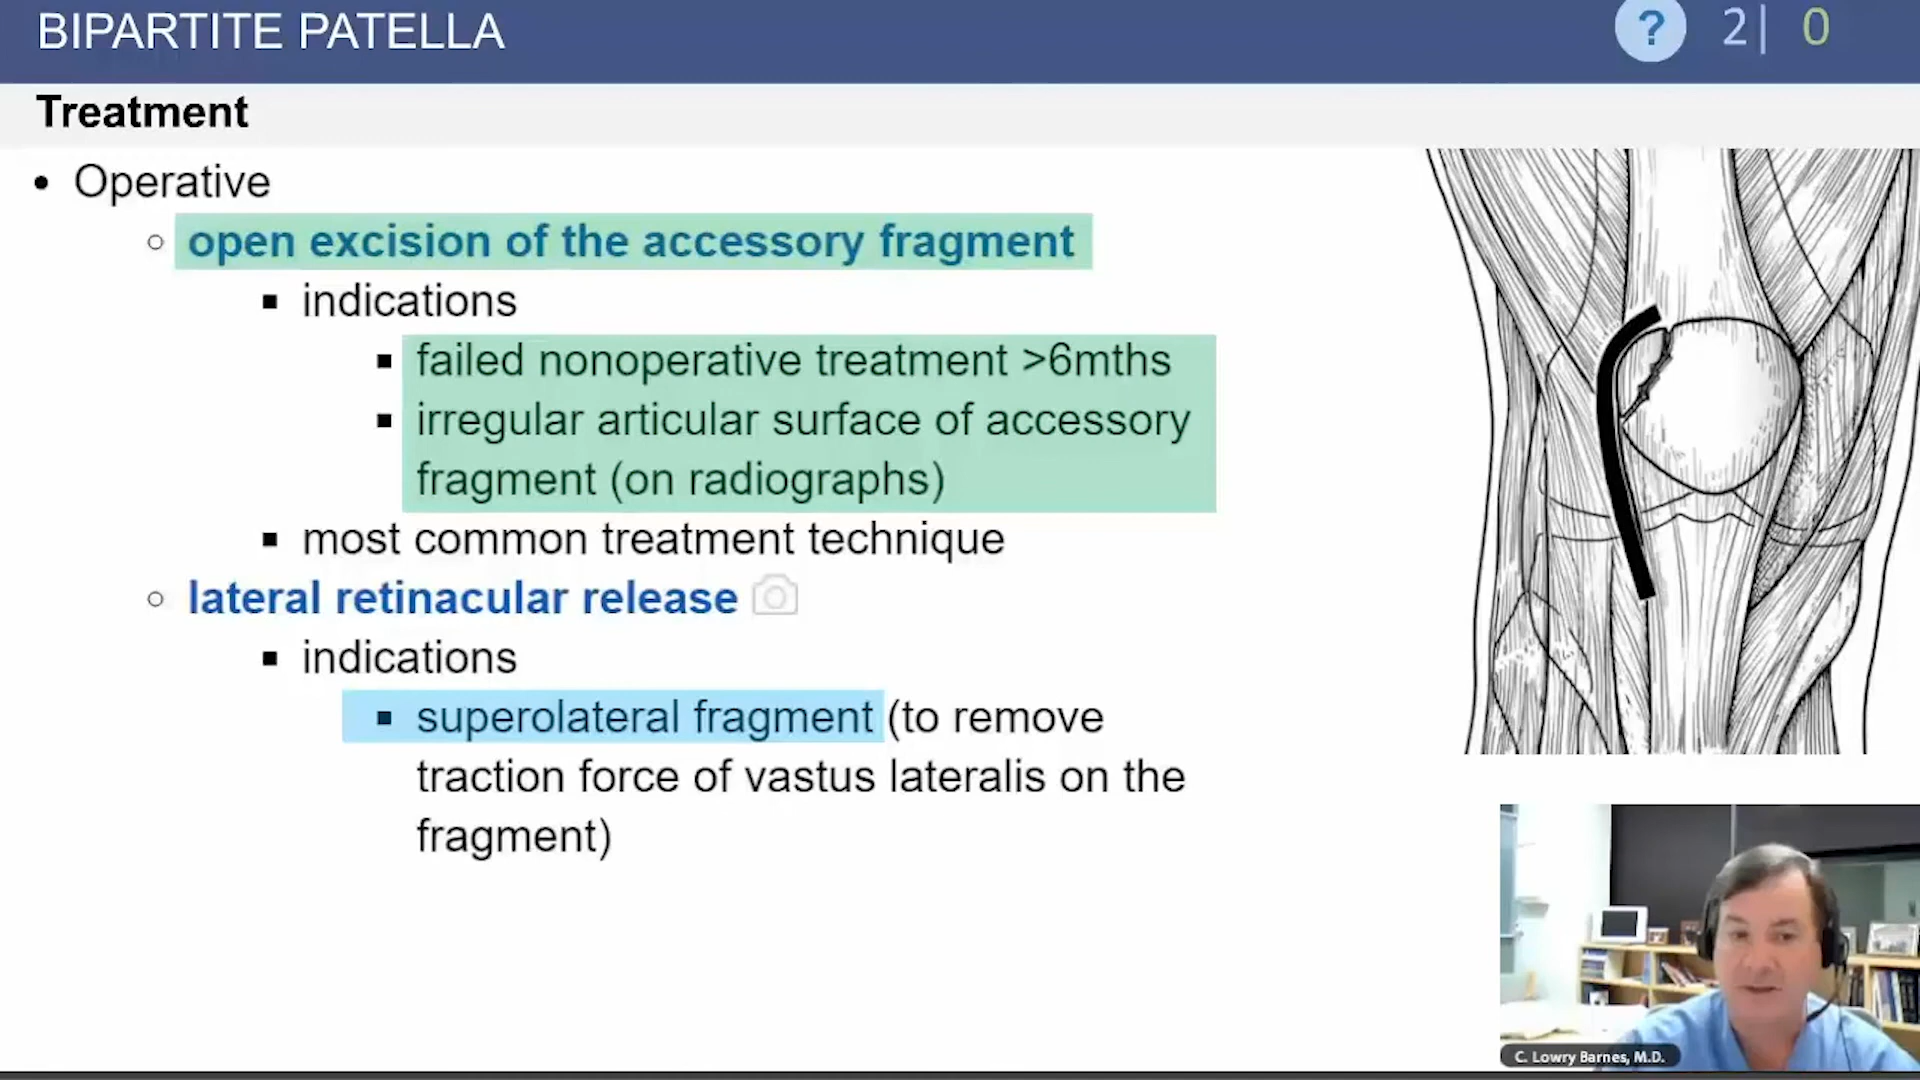 BIPARTITE PATELLA
? 2| 0
Treatment
• Operative
○ open excision of the accessory fragment
▪ indications
▪ failed nonoperative treatment >6mths
▪ irregular articular surface of accessory
fragment (on radiographs)
▪ most common treatment technique
○ lateral retinacular release
▪ indications
▪ superolateral fragment (to remove
traction force of vastus lateralis on the
fragment)
C. Lowry Barnes, M.D.